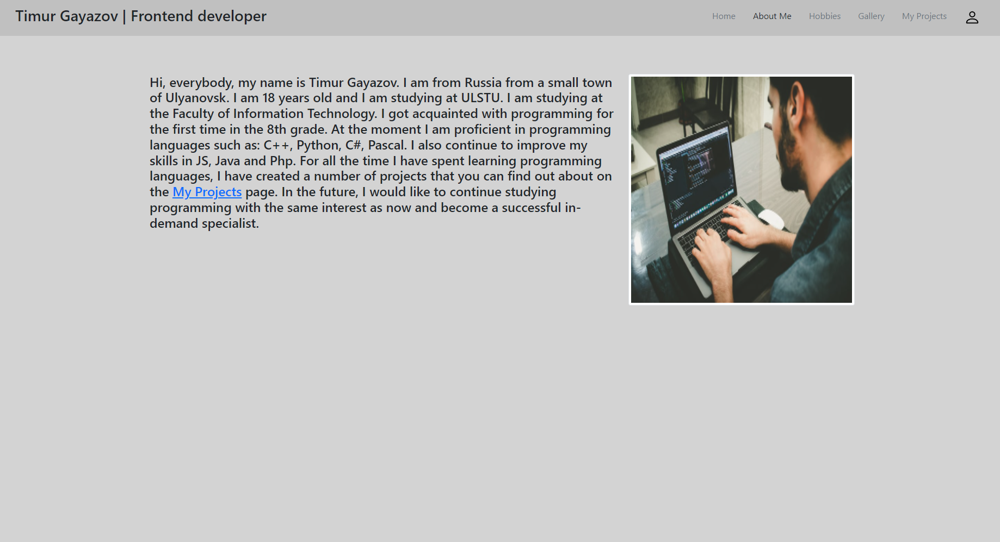 Timur Gayazov | Frontend developer
Home About Me Hobbies Gallery My Projects
Hi, everybody, my name is Timur Gayazov. I am from Russia from a small town
of Ulyanovsk. I am 18 years old and I am studying at ULSTU. I am studying at
the Faculty of Information Technology. I got acquainted with programming for
the first time in the 8th grade. At the moment I am proficient in programming
languages such as: C++, Python, C#, Pascal. I also continue to improve my
skills in JS, Java and Php. For all the time I have spent learning programming
languages, I have created a number of projects that you can find out about on
the My Projects page. In the future, I would like to continue studying
programming with the same interest as now and become a successful in-
demand specialist.